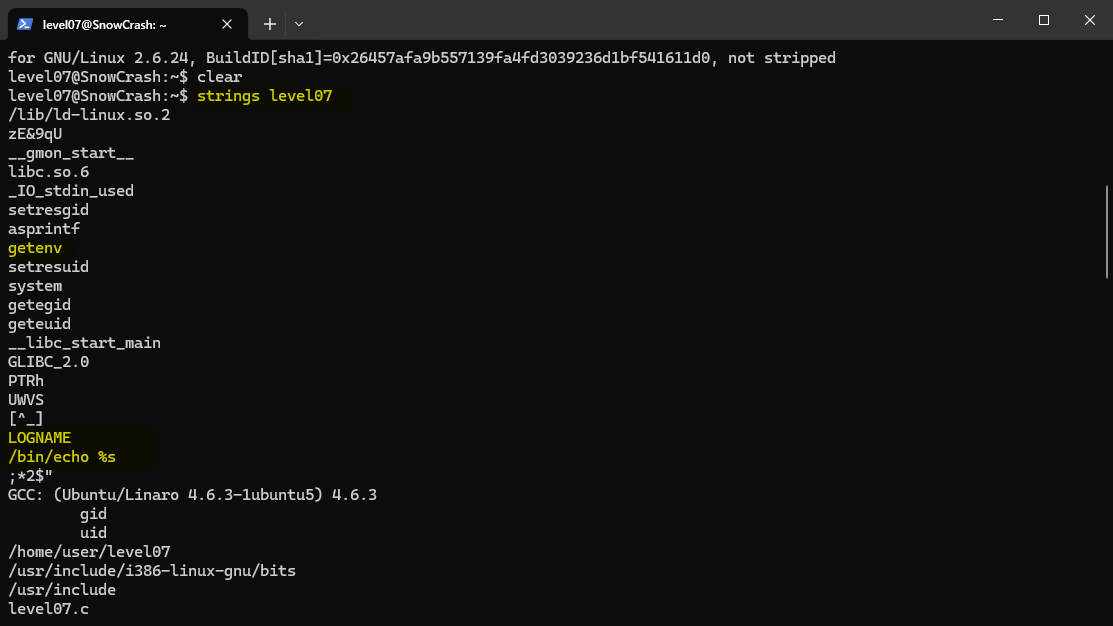 level07@SnowCrash: ~
for GNU/Linux 2.6.24, BuildID[sha1]=0x26457afa9b557139fa4fd3039236d1bf541611d0, not stripped
level07@SnowCrash:~$ clear
level07@SnowCrash:~$ strings level07
/lib/ld-linux.so.2
zE&9qU
__gmon_start__
libc.so.6
_IO_stdin_used
setresgid
asprintf
getenv
setresuid
system
getegid
geteuid
__libc_start_main
GLIBC_2.0
PTRh
UWVS
[^_]
LOGNAME
/bin/echo %s
;*2$"
GCC: (Ubuntu/Linaro 4.6.3-1ubuntu5) 4.6.3
gid
uid
/home/user/level07
/usr/include/i386-linux-gnu/bits
/usr/include
level07.c